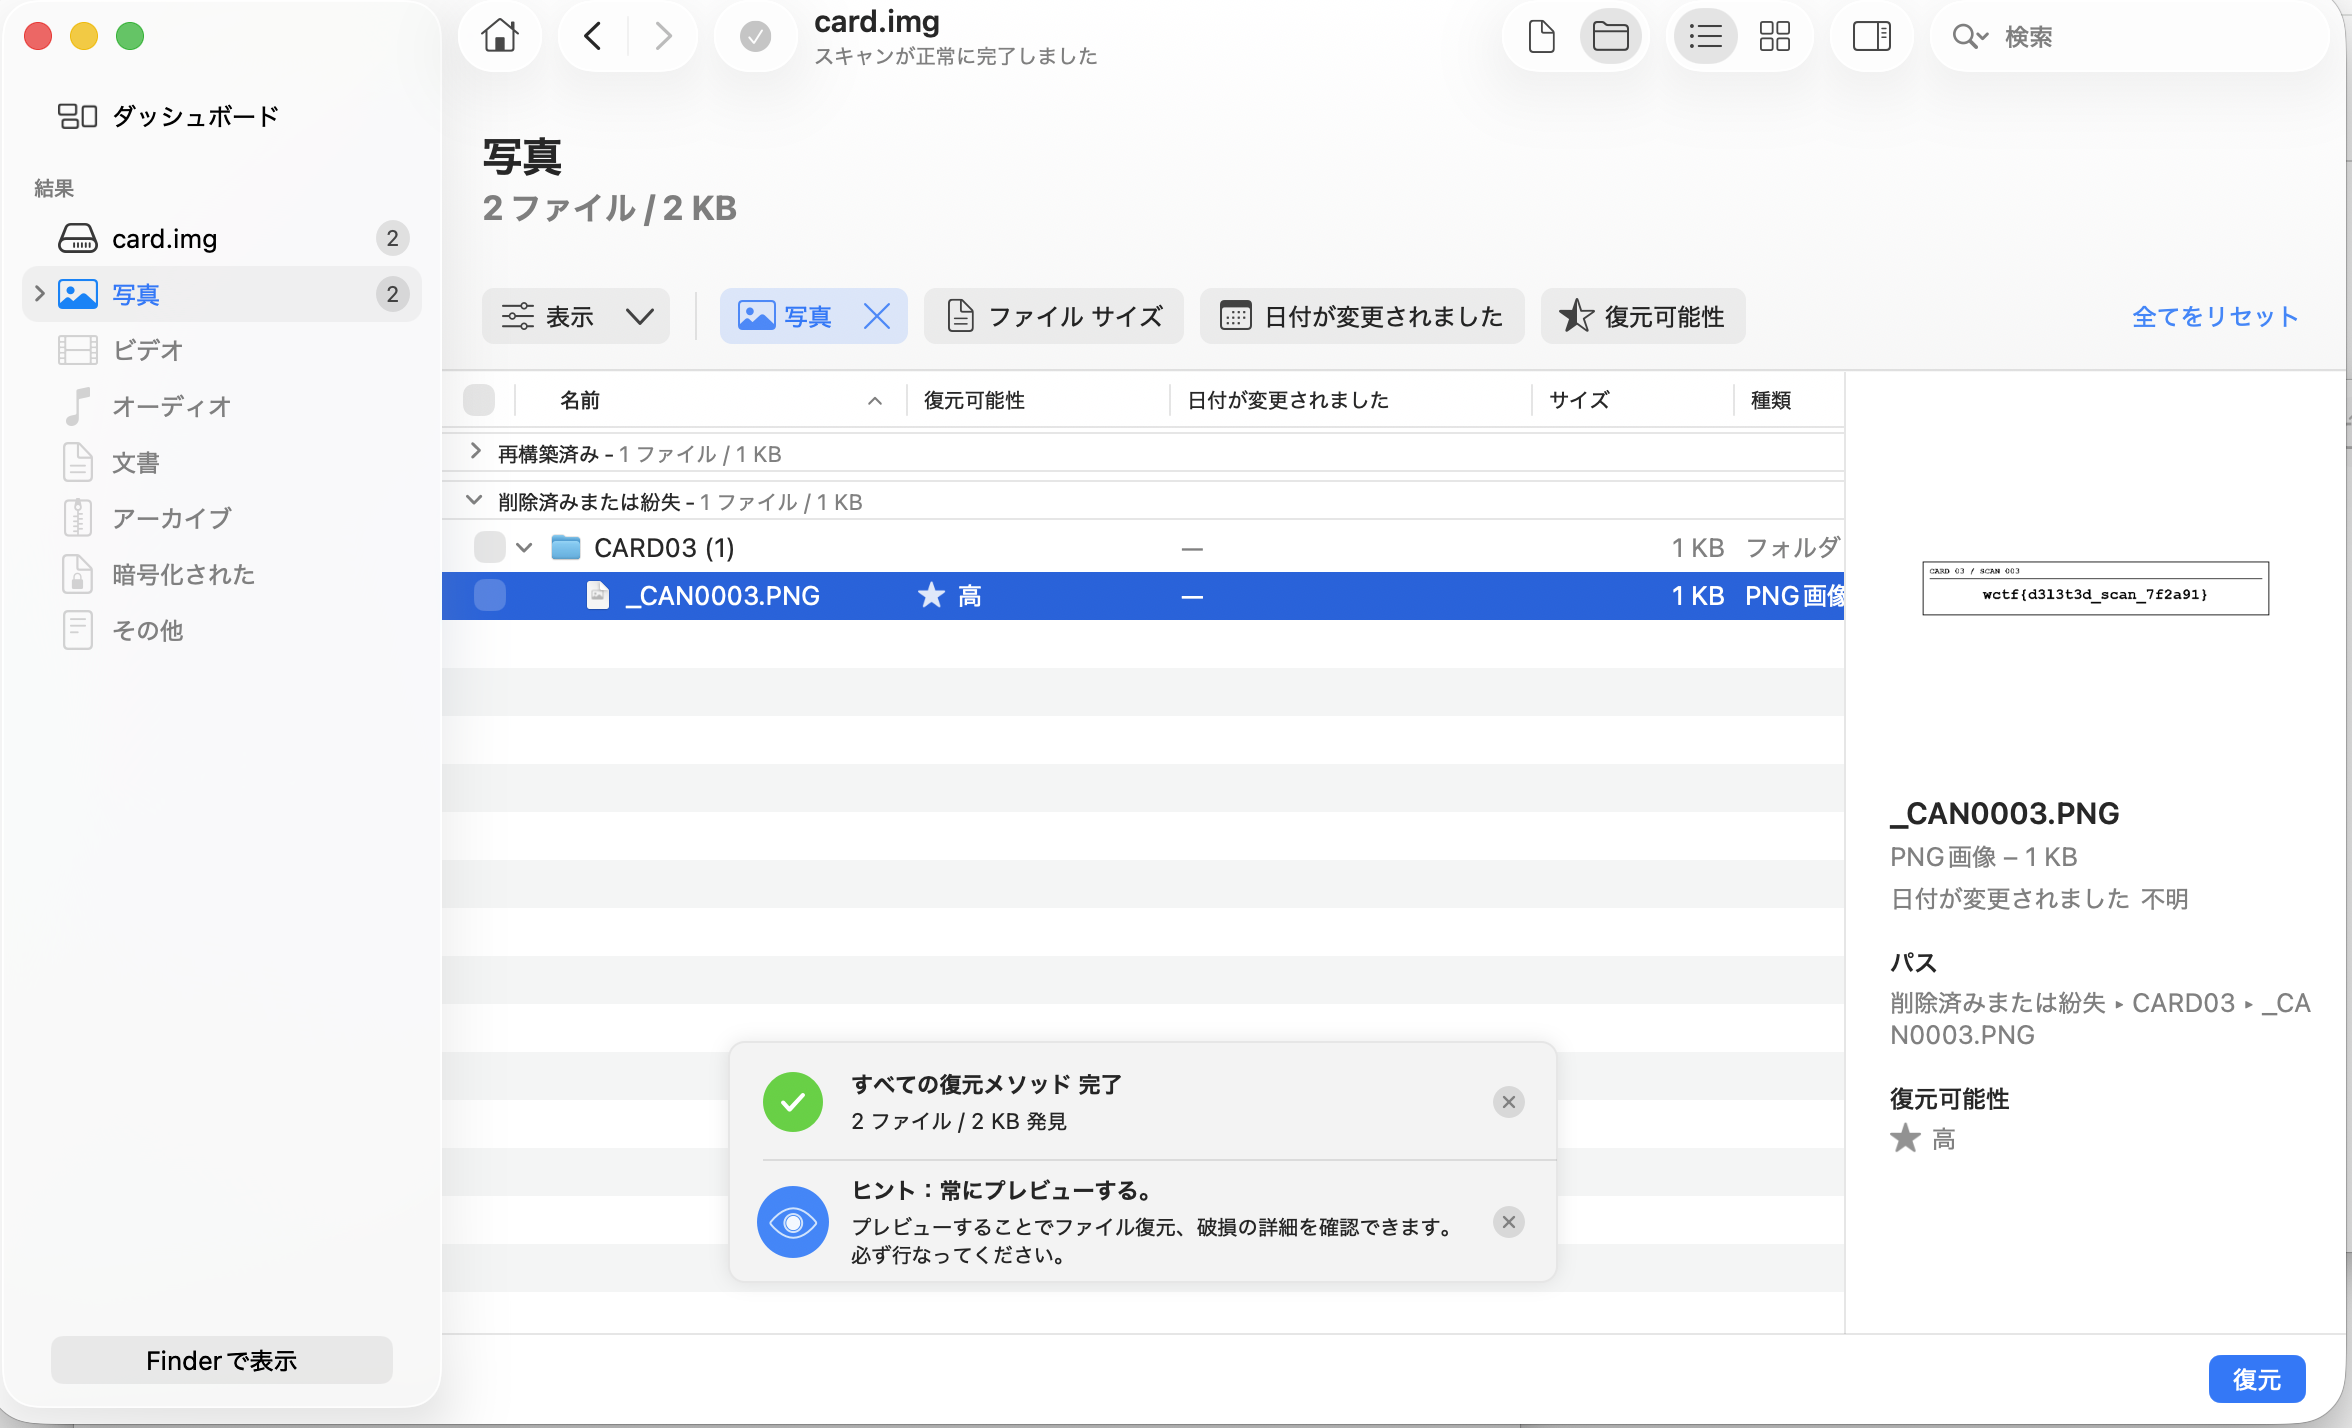 card.img
スキャンが正常に完了しました
検索
ダッシュボード
結果
card.img 2
写真 2
ビデオ
オーディオ
文書
アーカイブ
暗号化された
その他
Finderで表示
写真
2 ファイル / 2 KB
表示
写真
ファイル サイズ
日付が変更されました
復元可能性
全てをリセット
名前 復元可能性 日付が変更されました サイズ 種類
再構築済み - 1 ファイル / 1 KB
削除済みまたは紛失 - 1 ファイル / 1 KB
CARD03 (1) — 1 KB フォルダ
_CAN0003.PNG 高 — 1 KB PNG画像
すべての復元メソッド 完了
2 ファイル / 2 KB 発見
ヒント：常にプレビューする。
プレビューすることでファイル復元、破損の詳細を確認できます。
必ず行なってください。
CARD 03 / SCAN 003
wctf{d3l3t3d_scan_7f2a91}
_CAN0003.PNG
PNG画像 – 1 KB
日付が変更されました 不明
パス
削除済みまたは紛失 ▸ CARD03 ▸ _CA
N0003.PNG
復元可能性
高
復元